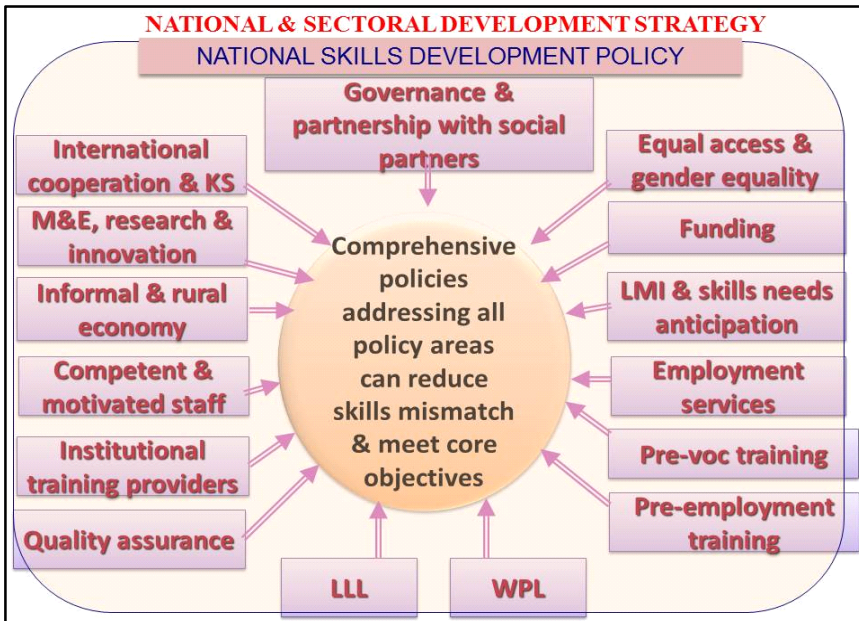 NATIONAL & SECTORAL DEVELOPMENT STRATEGY
NATIONAL SKILLS DEVELOPMENT POLICY
Governance &
partnership with social
partners
International
cooperation & KS
M&E, research &
innovation
Informal & rural
economy
Competent &
motivated staff
Institutional
training providers
Quality assurance
Comprehensive
policies
addressing all
policy areas
can reduce
skills mismatch
& meet core
objectives
Equal access &
gender equality
Funding
LMI & skills needs
anticipation
Employment
services
Pre-voc training
Pre-employment
training
LLL
WPL